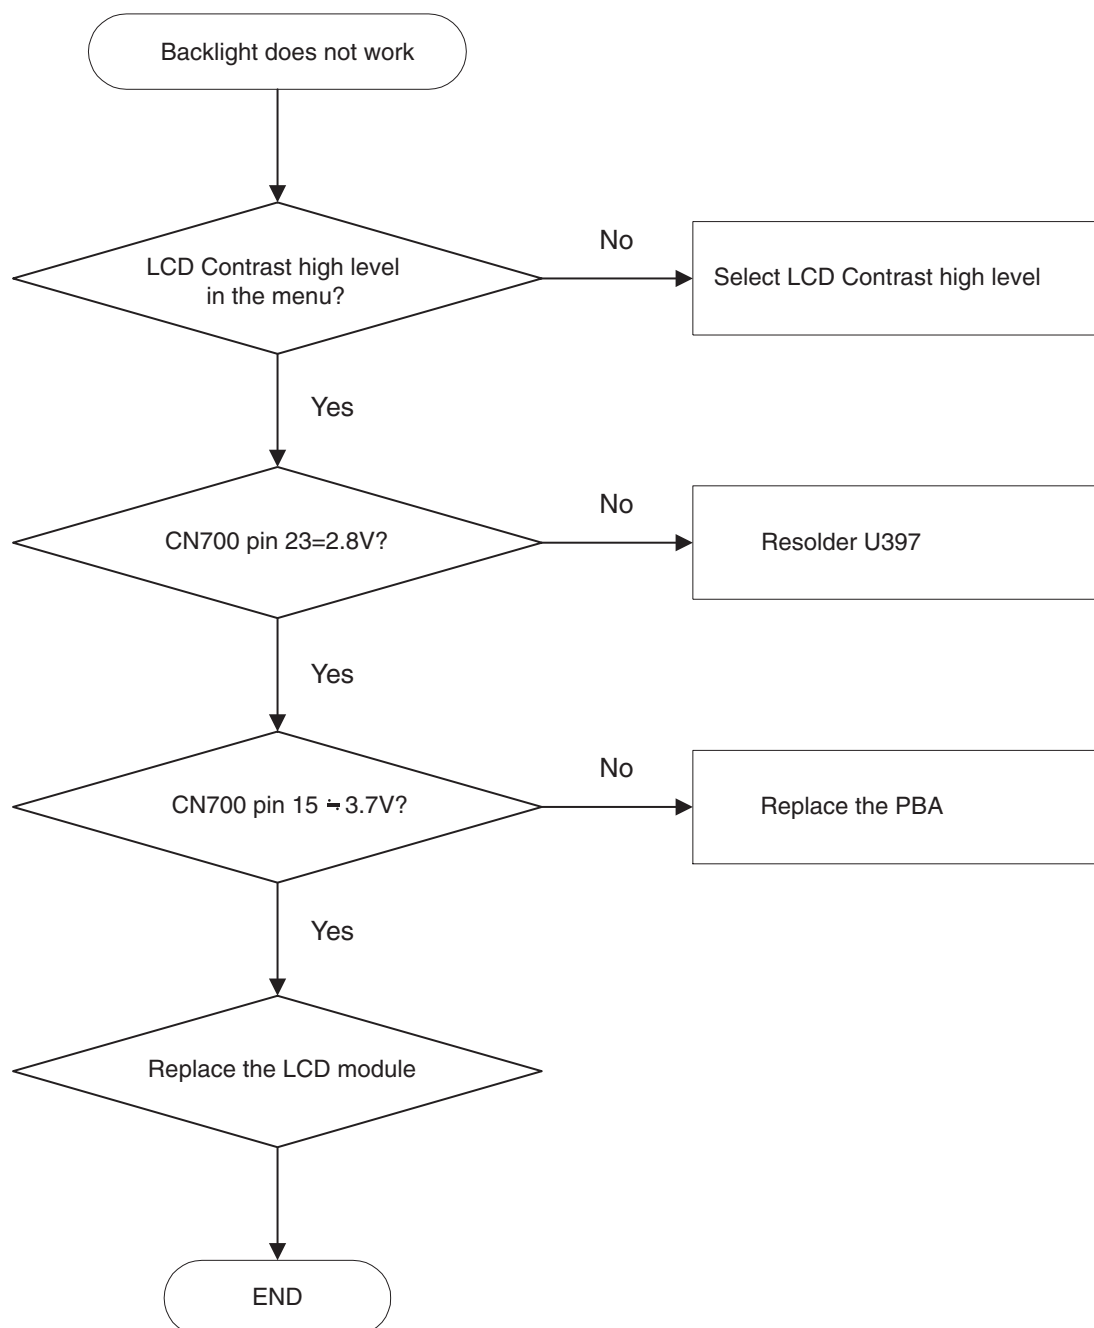 Backlight does not work
LCD Contrast high level
in the menu?
No
Select LCD Contrast high level
Yes
CN700 pin 23=2.8V?
No
Resolder U397
Yes
CN700 pin 15 ≒ 3.7V?
No
Replace the PBA
Yes
Replace the LCD module
END